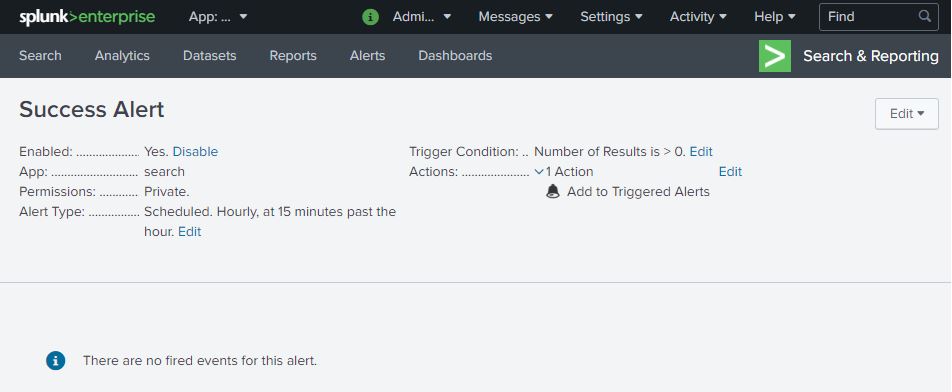 splunk>enterprise App: ... Admi... Messages Settings Activity Help Find
Search Analytics Datasets Reports Alerts Dashboards Search & Reporting
Success Alert
Edit
Enabled: .................... Yes. Disable
App: ............................ search
Permissions: ............ Private.
Alert Type: ................ Scheduled. Hourly, at 15 minutes past the
hour. Edit
Trigger Condition: .. Number of Results is > 0. Edit
Actions: ...................... 1 Action Edit
Add to Triggered Alerts
There are no fired events for this alert.